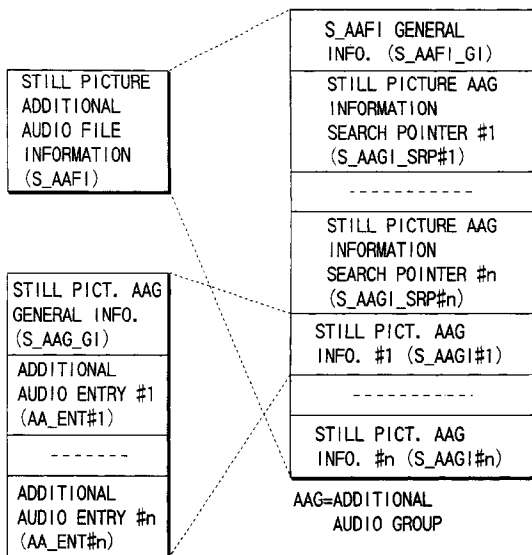 STILL PICTURE
ADDITIONAL
AUDIO FILE
INFORMATION
(S_AAFI)
S_AAFI GENERAL
INFO. (S_AAFI_GI)
STILL PICTURE AAG
INFORMATION
SEARCH POINTER #1
(S_AAGI_SRP#1)
STILL PICTURE AAG
INFORMATION
SEARCH POINTER #n
(S_AAGI_SRP#n)
STILL PICT. AAG
INFO. #1 (S_AAGI#1)
STILL PICT. AAG
INFO. #n (S_AAGI#n)
STILL PICT. AAG
GENERAL INFO.
(S_AAG_GI)
ADDITIONAL
AUDIO ENTRY #1
(AA_ENT#1)
ADDITIONAL
AUDIO ENTRY #n
(AA_ENT#n)
AAG=ADDITIONAL
AUDIO GROUP